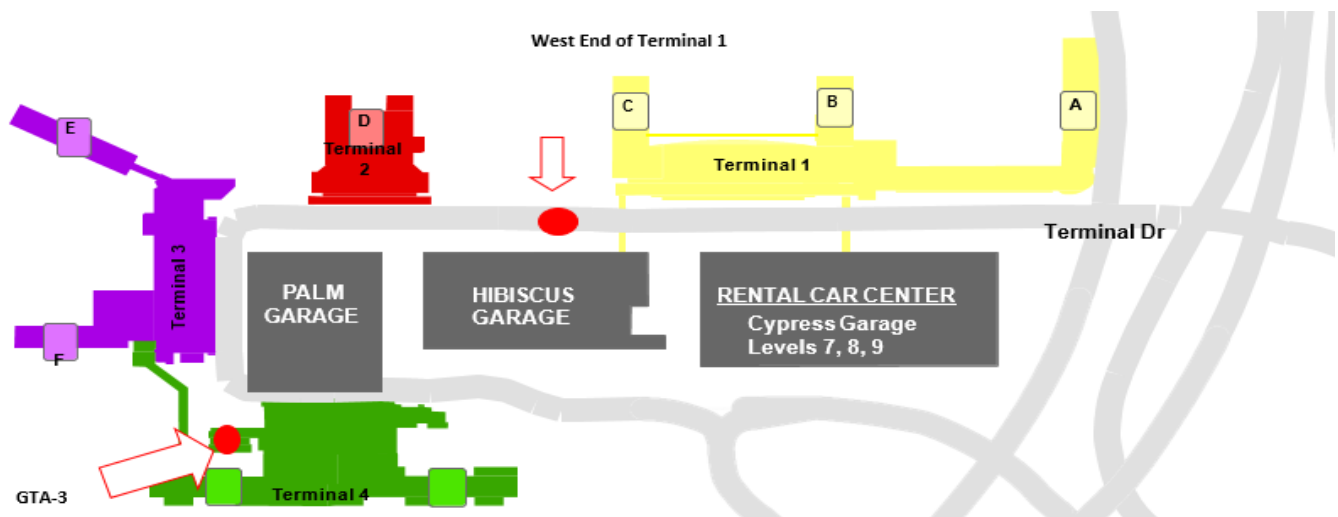 West End of Terminal 1
E
D
C
B
A
Terminal
2
Terminal 1
Terminal Dr
Terminal 3
PALM
GARAGE
HIBISCUS
GARAGE
RENTAL CAR CENTER
Cypress Garage
Levels 7, 8, 9
F
GTA-3
Terminal 4